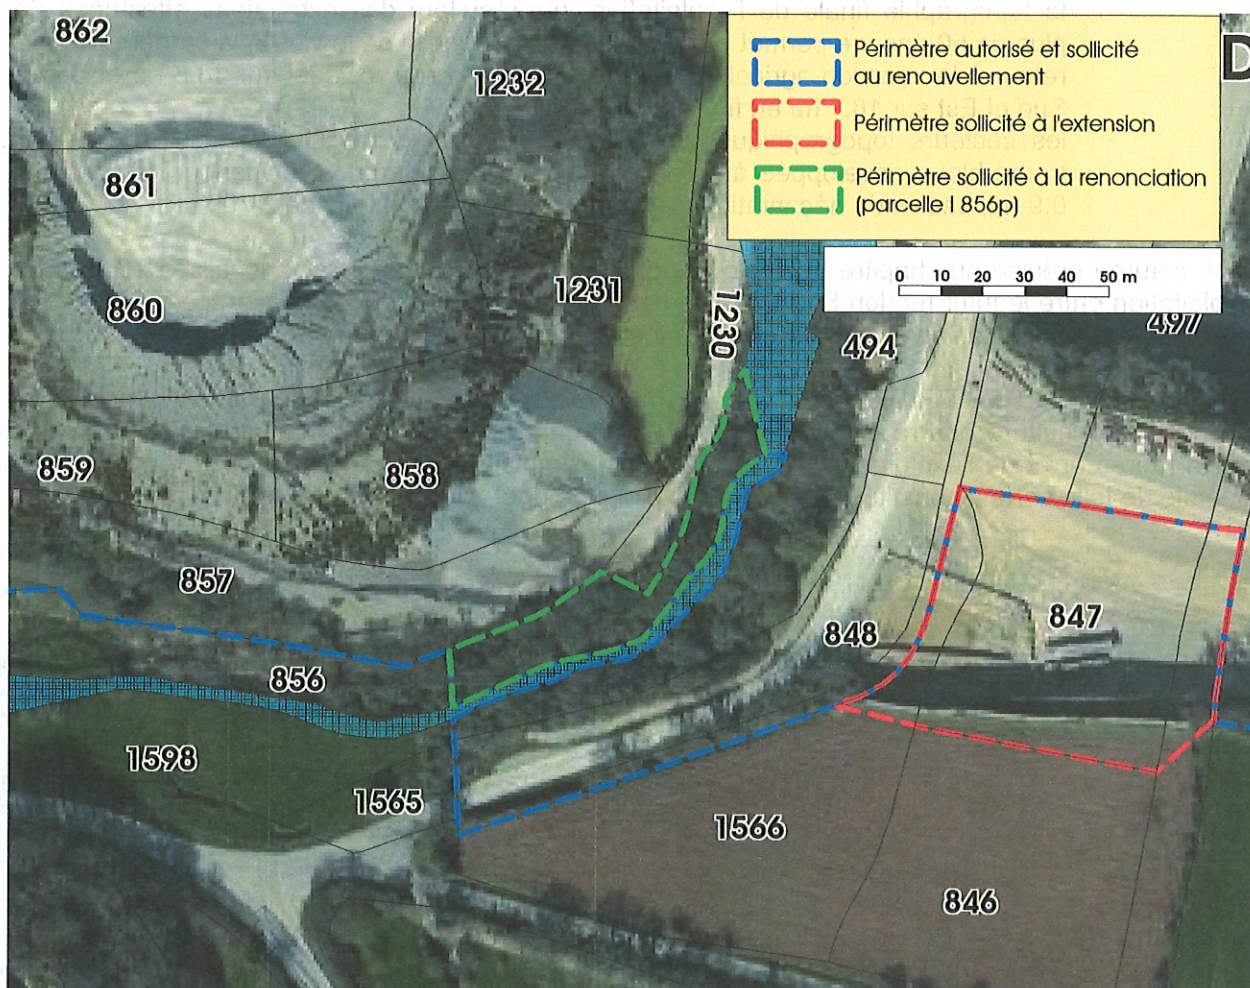 862
1232
Périmètre autorisé et sollicité
au renouvellement
Périmètre sollicité à l'extension
Périmètre sollicité à la renonciation
(parcelle I 856p)
D
0 10 20 30 40 50 m
861
860
1231
1230
494
497
859
858
857
856
848
847
1598
1565
1566
846